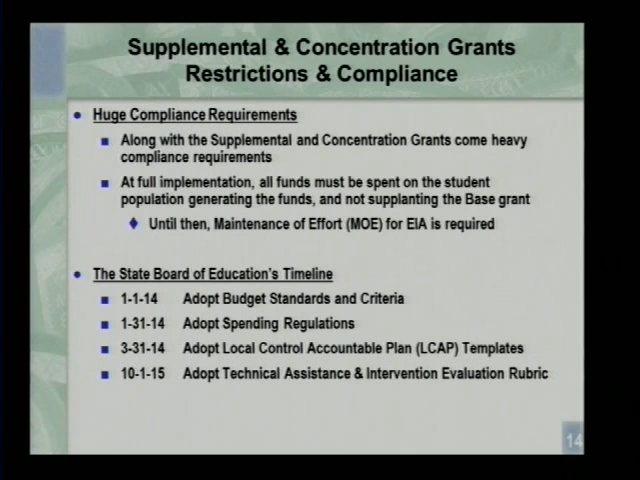 Supplemental & Concentration Grants
Restrictions & Compliance
Huge Compliance Requirements
Along with the Supplemental and Concentration Grants come heavy
compliance requirements
At full implementation, all funds must be spent on the student
population generating the funds, and not supplanting the Base grant
Until then, Maintenance of Effort (MOE) for EIA is required
The State Board of Education's Timeline
1-1-14 Adopt Budget Standards and Criteria
1-31-14 Adopt Spending Regulations
3-31-14 Adopt Local Control Accountable Plan (LCAP) Templates
10-1-15 Adopt Technical Assistance & Intervention Evaluation Rubric
14